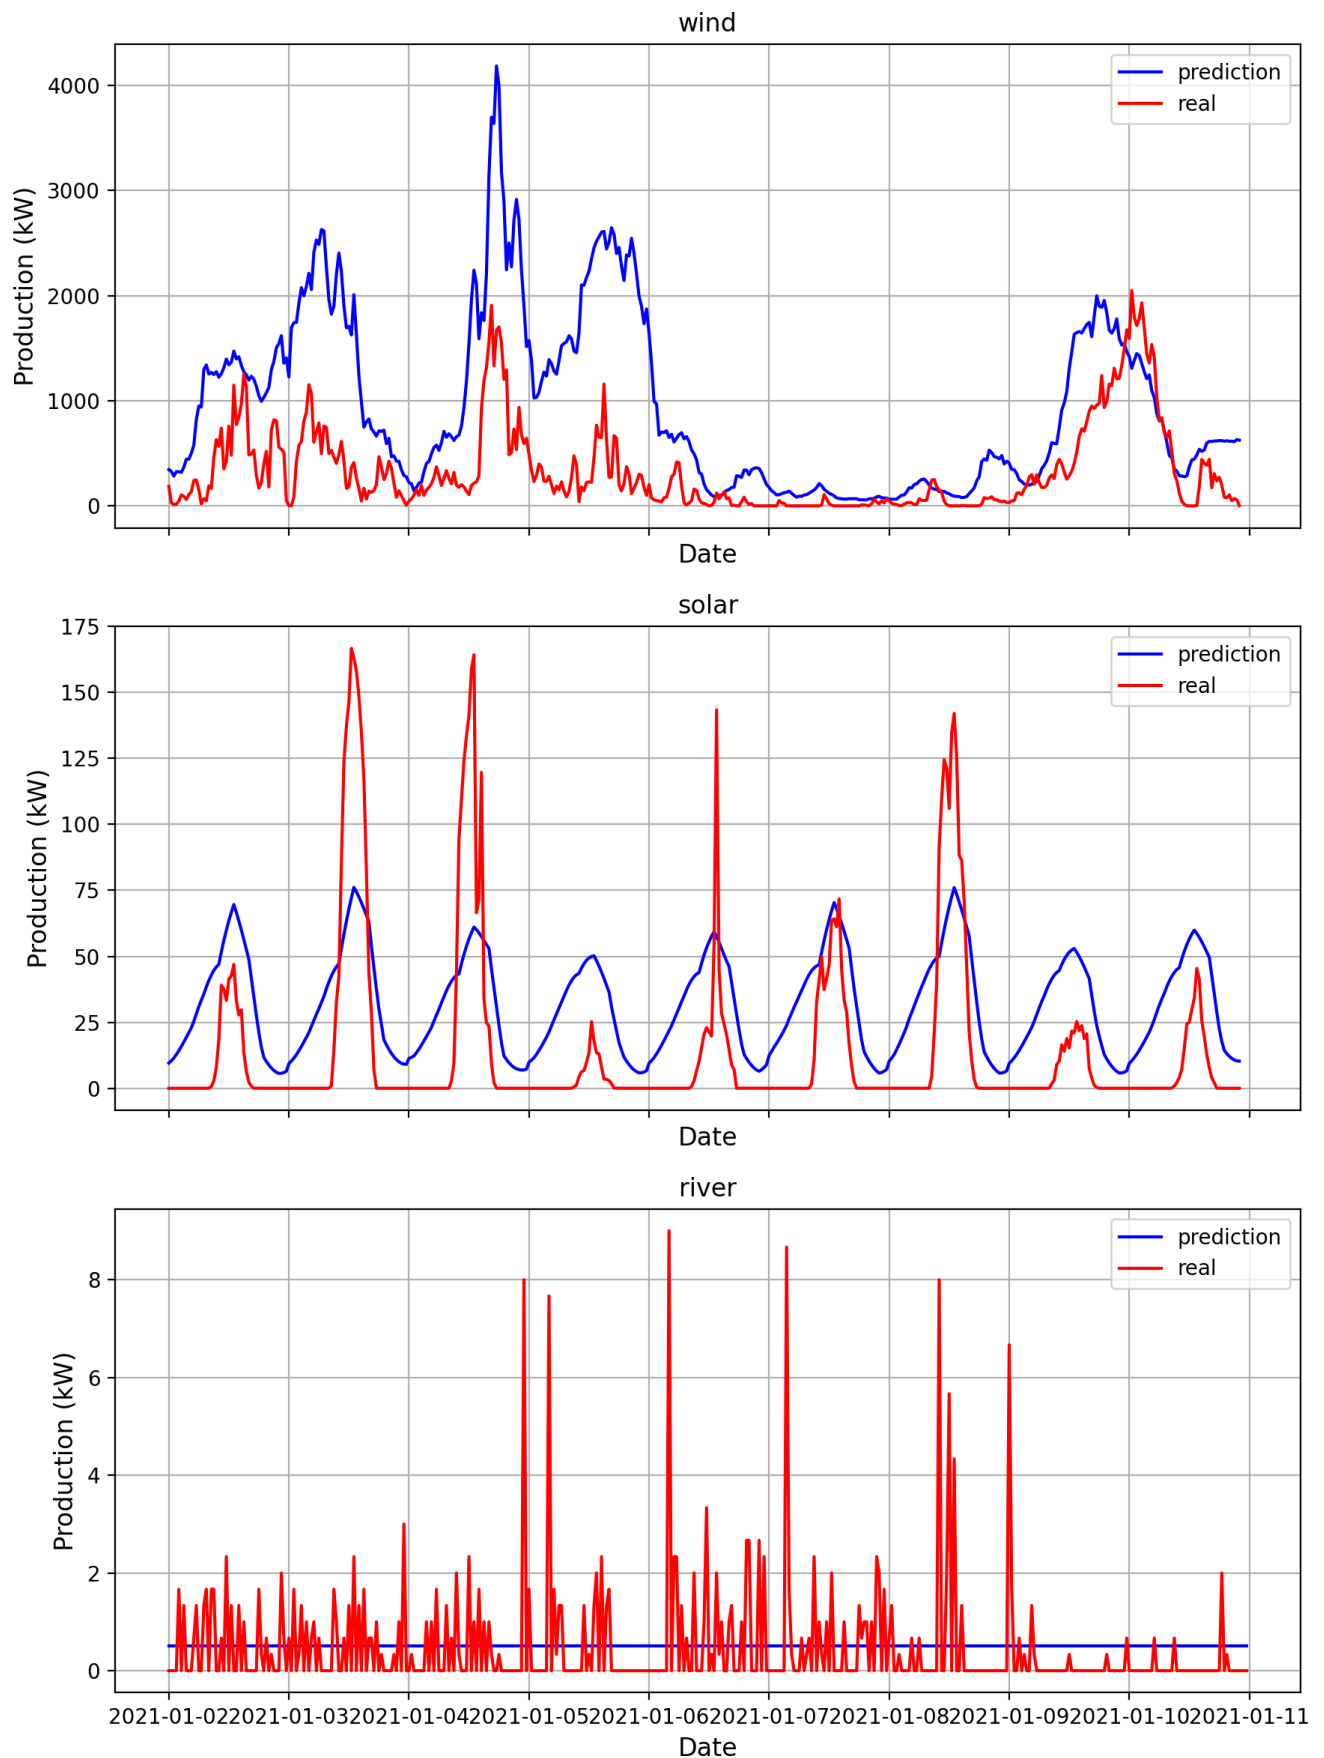 wind
prediction
real
4000
3000
2000
1000
0
Production (kW)
Date
solar
prediction
real
175
150
125
100
75
50
25
0
Production (kW)
Date
river
prediction
real
8
6
4
2
0
Production (kW)
2021-01-02 2021-01-03 2021-01-04 2021-01-05 2021-01-06 2021-01-07 2021-01-08 2021-01-09 2021-01-10 2021-01-11
Date